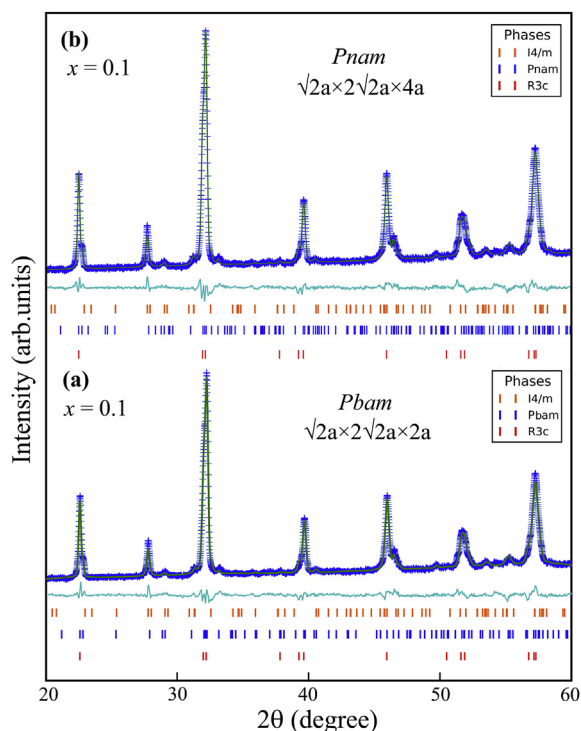 (b)
x = 0.1
Pnam
√2a×2√2a×4a
Phases
I4/m
Pnam
R3c
(a)
x = 0.1
Pbam
√2a×2√2a×2a
Phases
I4/m
Pbam
R3c
Intensity (arb.units)
20 30 40 50 60
2θ (degree)